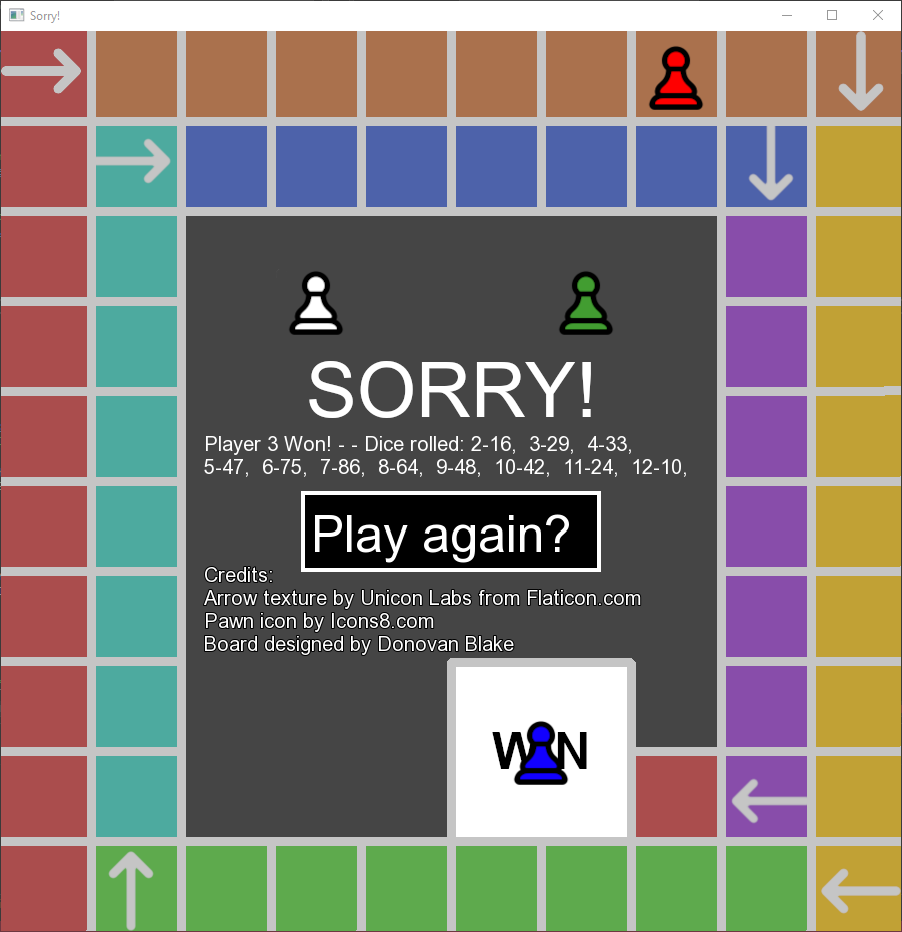 Sorry!
SORRY!
Player 3 Won! - - Dice rolled: 2-16,  3-29,  4-33,
5-47,  6-75,  7-86,  8-64,  9-48,  10-42,  11-24,  12-10,
Play again?
Credits:
Arrow texture by Unicon Labs from Flaticon.com
Pawn icon by Icons8.com
Board designed by Donovan Blake
WIN